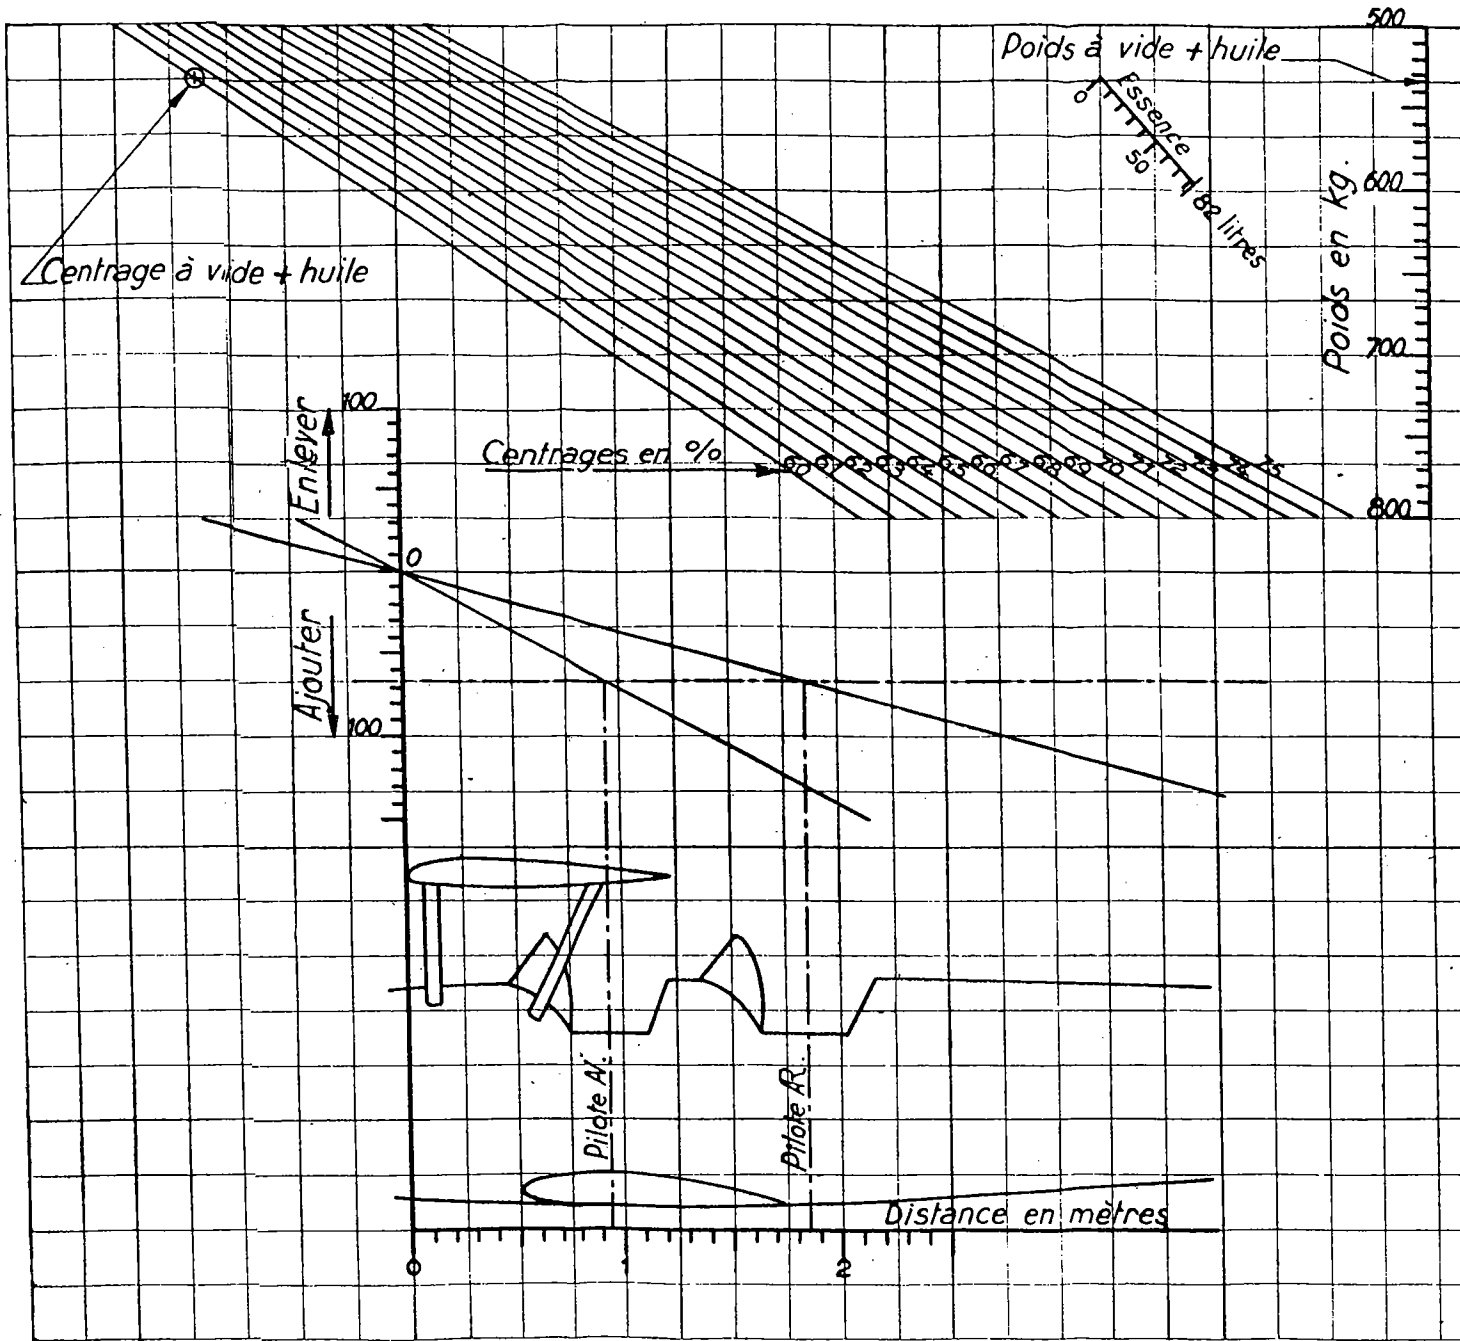 500
Poids à vide + huile
Essence
0
50
82 litres
600
Poids en kg.
Centrage à vide + huile
700
100
Enlever
Centrages en %
60 61 62 63 64 65 66 67 68 69 70 71 72 73 74 75
800
0
Ajouter
100
Pilote AV.
Pilote AR.
Distance en mètres
0 1 2